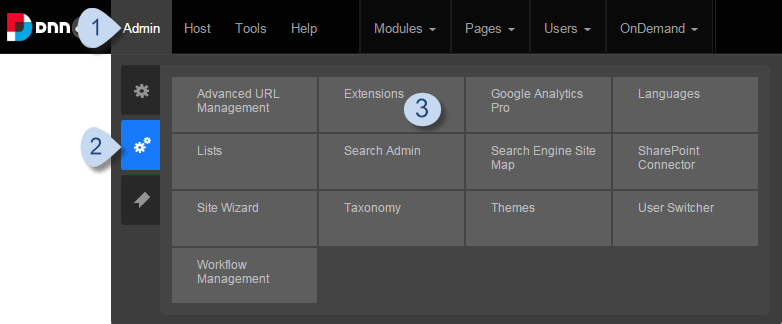 DNN 1 Admin Host Tools Help Modules Pages Users OnDemand
Advanced URL Management
Extensions
3
Google Analytics Pro
Languages
2
Lists
Search Admin
Search Engine Site Map
SharePoint Connector
Site Wizard
Taxonomy
Themes
User Switcher
Workflow Management